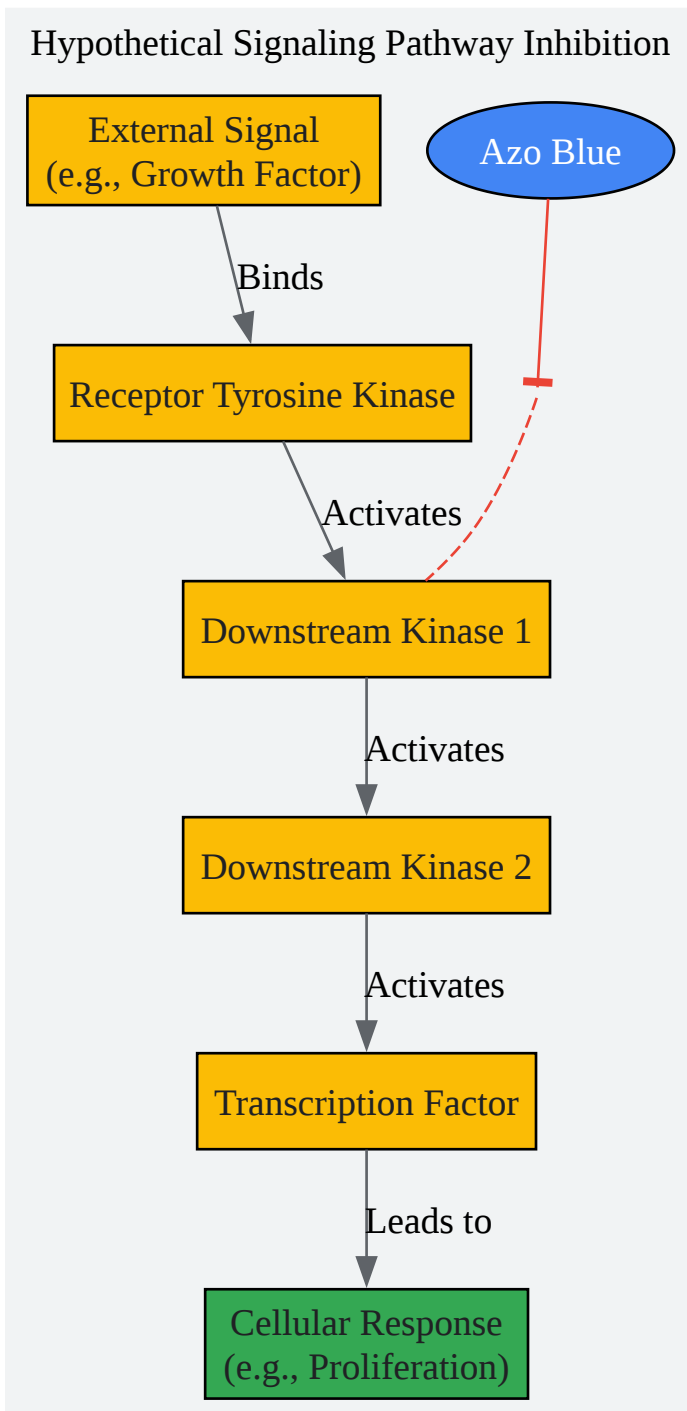 Hypothetical Signaling Pathway Inhibition
External Signal
(e.g., Growth Factor)
Azo Blue
Binds
Receptor Tyrosine Kinase
Activates
Downstream Kinase 1
Activates
Downstream Kinase 2
Activates
Transcription Factor
Leads to
Cellular Response
(e.g., Proliferation)